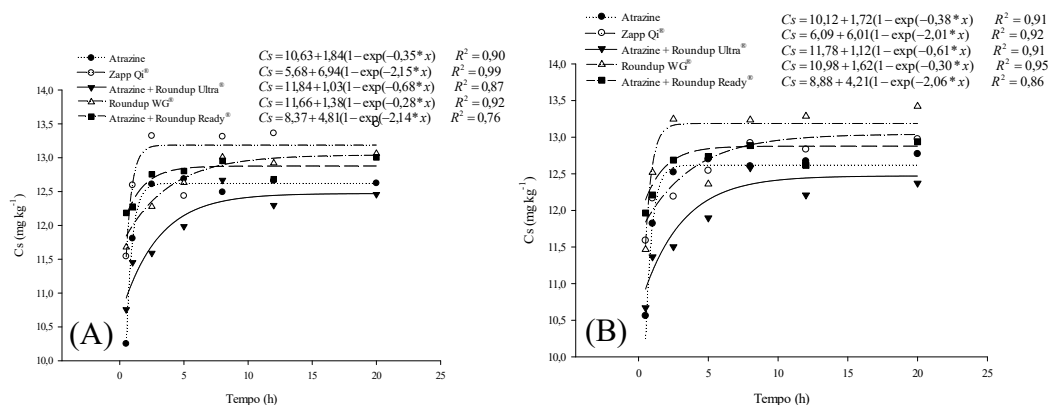 Atrazine Cs = 10,63+1,84(1−exp(−0,35* x) R² = 0,90
Zapp Qi® Cs = 5,68+6,94(1−exp(−2,15* x) R² = 0,99
Atrazine + Roundup Ultra® Cs = 11,84+1,03(1−exp(−0,68* x) R² = 0,87
Roundup WG® Cs = 11,66+1,38(1−exp(−0,28* x) R² = 0,92
Atrazine + Roundup Ready® Cs = 8,37+4,81(1−exp(−2,14* x) R² = 0,76
Cs (mg kg⁻¹)
14,0
13,5
13,0
12,5
12,0
11,5
11,0
10,5
10,0
(A)
0 5 10 15 20 25
Tempo (h)
Atrazine Cs = 10,12+1,72(1−exp(−0,38* x) R² = 0,91
Zapp Qi® Cs = 6,09+6,01(1−exp(−2,01* x) R² = 0,92
Atrazine + Roundup Ultra® Cs = 11,78+1,12(1−exp(−0,61* x) R² = 0,91
Roundup WG® Cs = 10,98+1,62(1−exp(−0,30* x) R² = 0,95
Atrazine + Roundup Ready® Cs = 8,88+4,21(1−exp(−2,06* x) R² = 0,86
Cs (mg kg⁻¹)
14,0
13,5
13,0
12,5
12,0
11,5
11,0
10,5
10,0
(B)
0 5 10 15 20 25
Tempo (h)